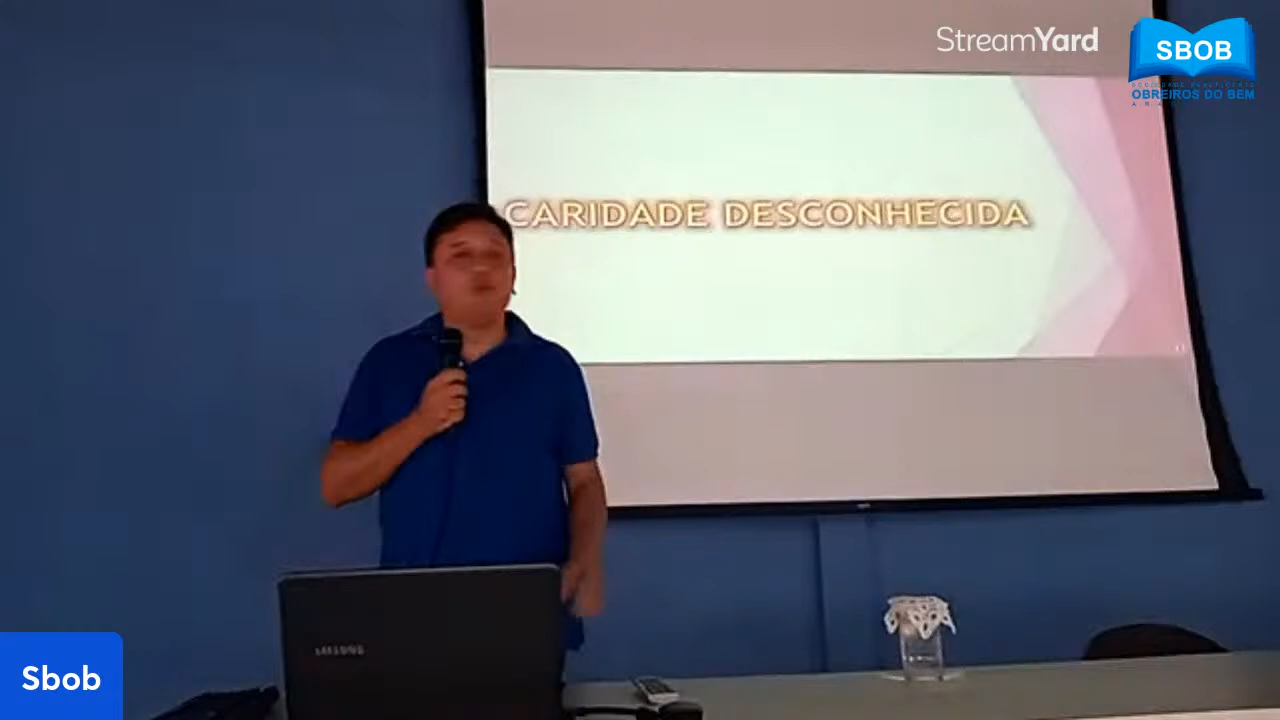 StreamYard
SBOB
OBREIROS DO BEM
CARIDADE DESCONHECIDA
SAMSUNG
Sbob